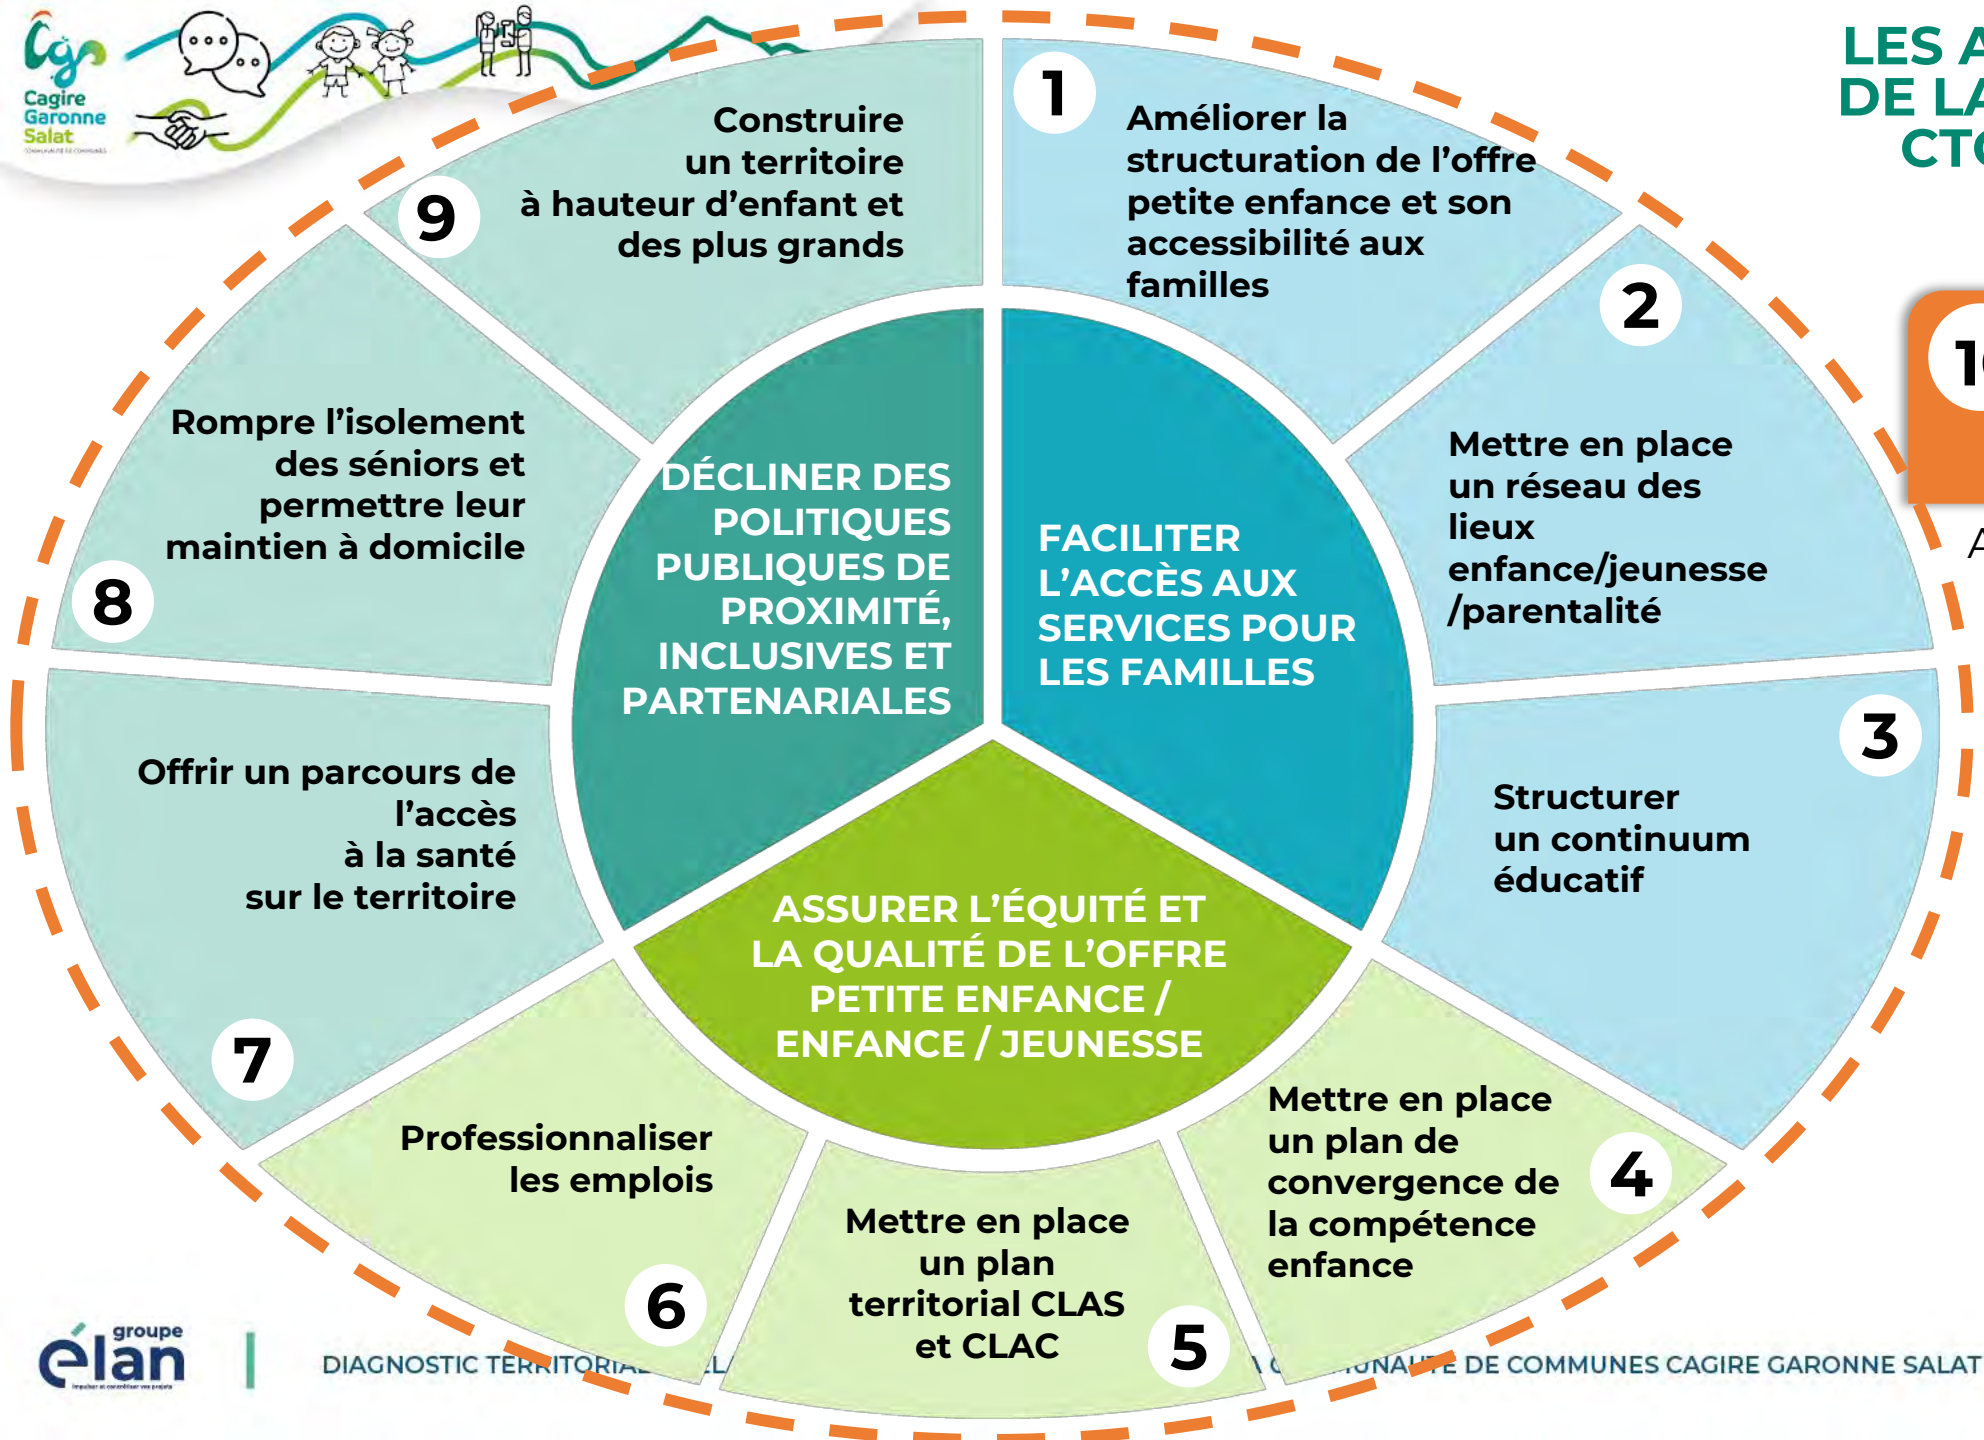 Cagire
Garonne
Salat
LES A
DE LA
CT
1
Améliorer la
structuration de l’offre
petite enfance et son
accessibilité aux
familles
2
Mettre en place
un réseau des
lieux
enfance/jeunesse
/parentalité
3
Structurer
un continuum
éducatif
4
Mettre en place
un plan de
convergence de
la compétence
enfance
5
Mettre en place
un plan
territorial CLAS
et CLAC
6
Professionnaliser
les emplois
7
Offrir un parcours de
l’accès
à la santé
sur le territoire
8
Rompre l’isolement
des séniors et
permettre leur
maintien à domicile
9
Construire
un territoire
à hauteur d’enfant et
des plus grands
DÉCLINER DES
POLITIQUES
PUBLIQUES DE
PROXIMITÉ,
INCLUSIVES ET
PARTENARIALES
FACILITER
L’ACCÈS AUX
SERVICES POUR
LES FAMILLES
ASSURER L’ÉQUITÉ ET
LA QUALITÉ DE L’OFFRE
PETITE ENFANCE /
ENFANCE / JEUNESSE
A
groupe
élan
DIAGNOSTIC DE COMMUNES CAGIRE GARONNE SALAT